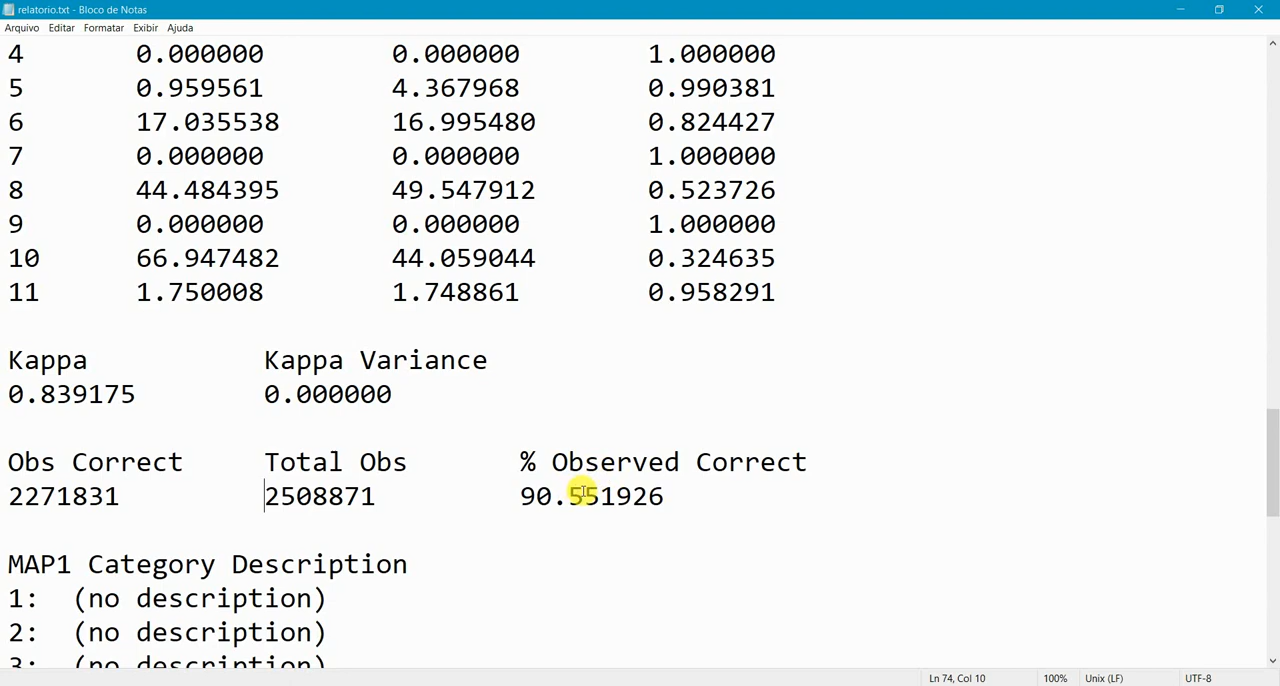 relatorio.txt - Bloco de Notas
Arquivo Editar Formatar Exibir Ajuda
4 0.000000 0.000000 1.000000
5 0.959561 4.367968 0.990381
6 17.035538 16.995480 0.824427
7 0.000000 0.000000 1.000000
8 44.484395 49.547912 0.523726
9 0.000000 0.000000 1.000000
10 66.947482 44.059044 0.324635
11 1.750008 1.748861 0.958291
Kappa Kappa Variance
0.839175 0.000000
Obs Correct Total Obs % Observed Correct
2271831 2508871 90.551926
MAP1 Category Description
1: (no description)
2: (no description)
3: (no description)
Ln 74, Col 10 100% Unix (LF) UTF-8